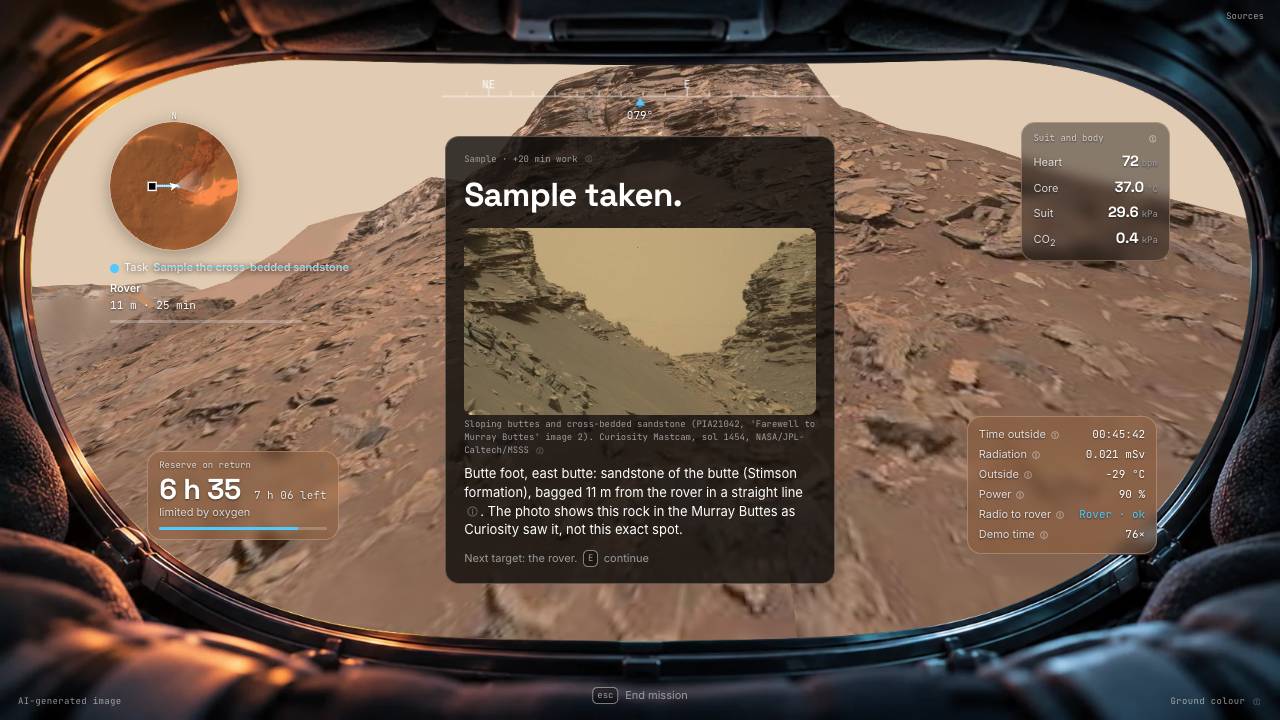 Sources
NE E
079°
N
Task Sample the cross-bedded sandstone
Rover
11 m · 25 min
Sample · +20 min work
Sample taken.
Sloping buttes and cross-bedded sandstone (PIA21042, 'Farewell to
Murray Buttes' image 2). Curiosity Mastcam, sol 1454, NASA/JPL-
Caltech/MSSS
Butte foot, east butte: sandstone of the butte (Stimson
formation), bagged 11 m from the rover in a straight line
. The photo shows this rock in the Murray Buttes as
Curiosity saw it, not this exact spot.
Next target: the rover. E continue
Suit and body
Heart 72 bpm
Core 37.0 °C
Suit 29.6 kPa
CO2 0.4 kPa
Reserve on return
6 h 35 7 h 06 left
limited by oxygen
Time outside 00:45:42
Radiation 0.021 mSv
Outside -29 °C
Power 90 %
Radio to rover Rover · ok
Demo time 76×
AI-generated image
esc End mission
Ground colour